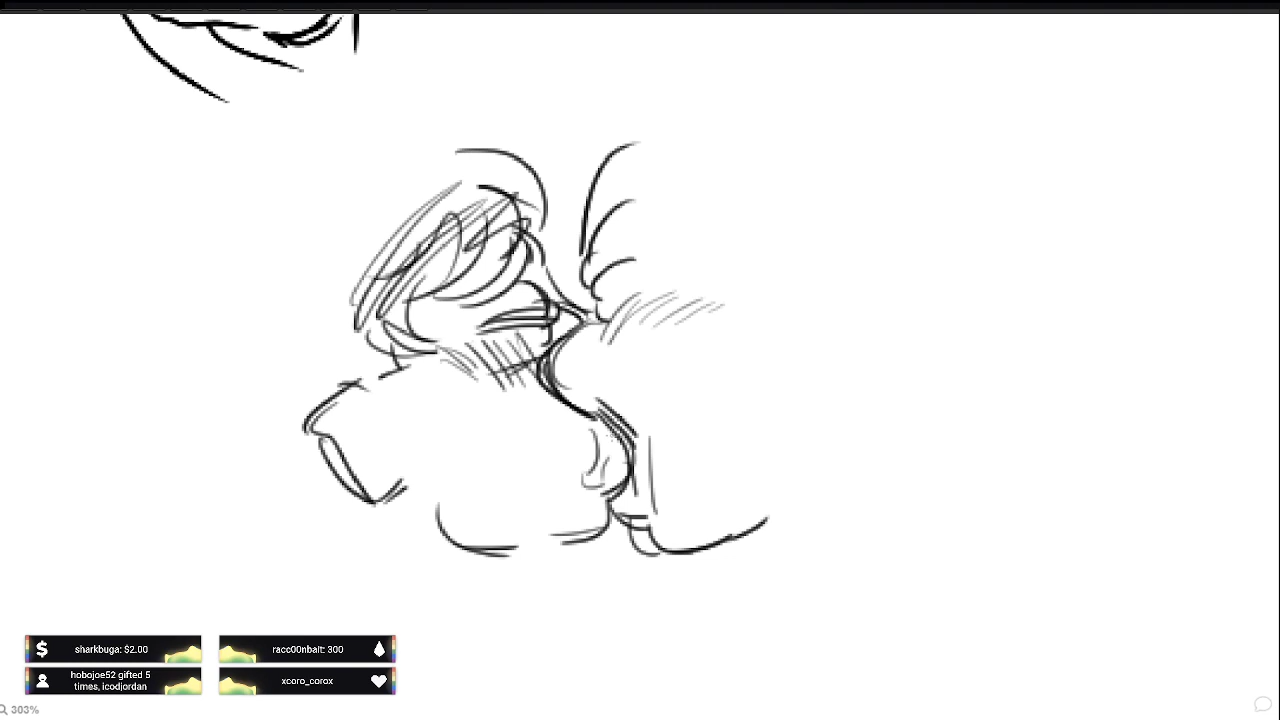 $ sharkbuga: $2.00
racc00nbait: 300
hobojoe52 gifted 5
times, icodjordan
xcoro_corox
303%